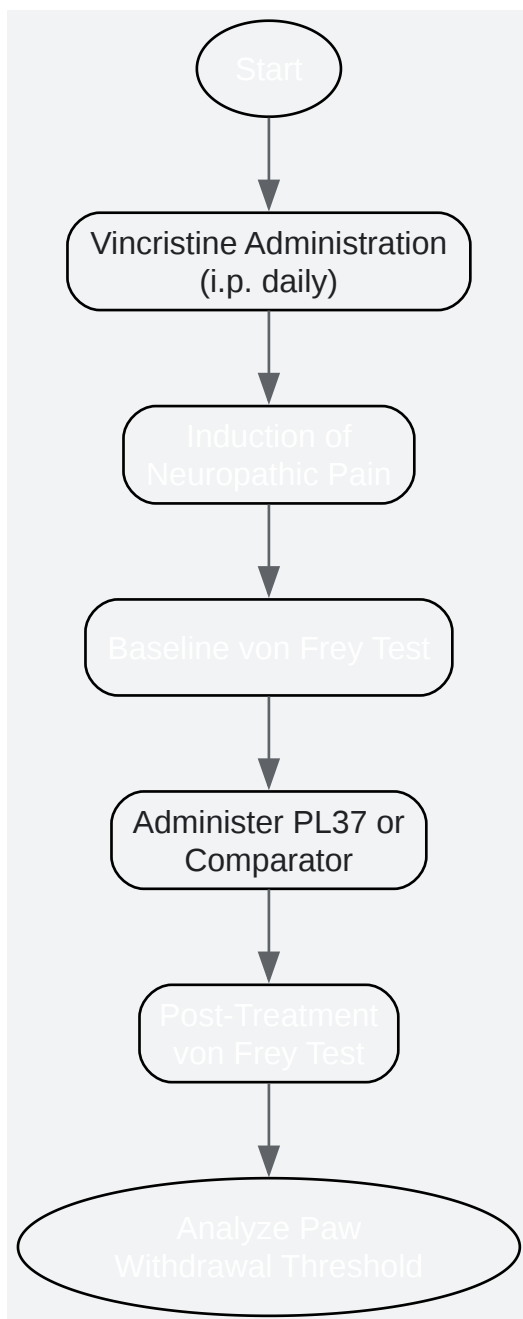 Start
Vincristine Administration
(i.p. daily)
Induction of
Neuropathic Pain
Baseline von Frey Test
Administer PL37 or
Comparator
Post-Treatment
von Frey Test
Analyze Paw
Withdrawal Threshold